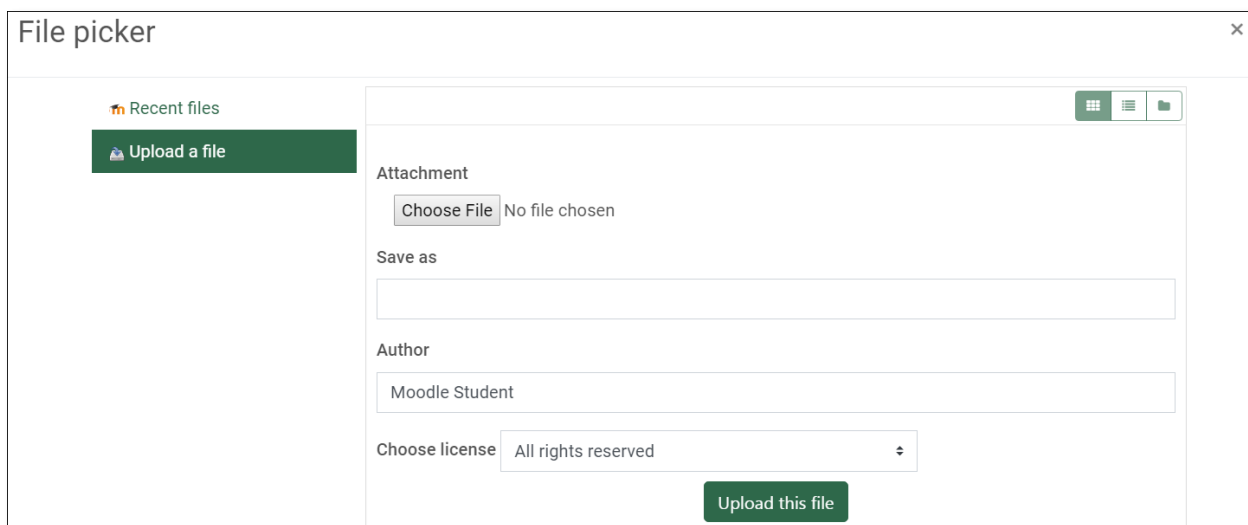 File picker
×
Recent files
Upload a file
Attachment
Choose File No file chosen
Save as
Author
Moodle Student
Choose license All rights reserved
Upload this file